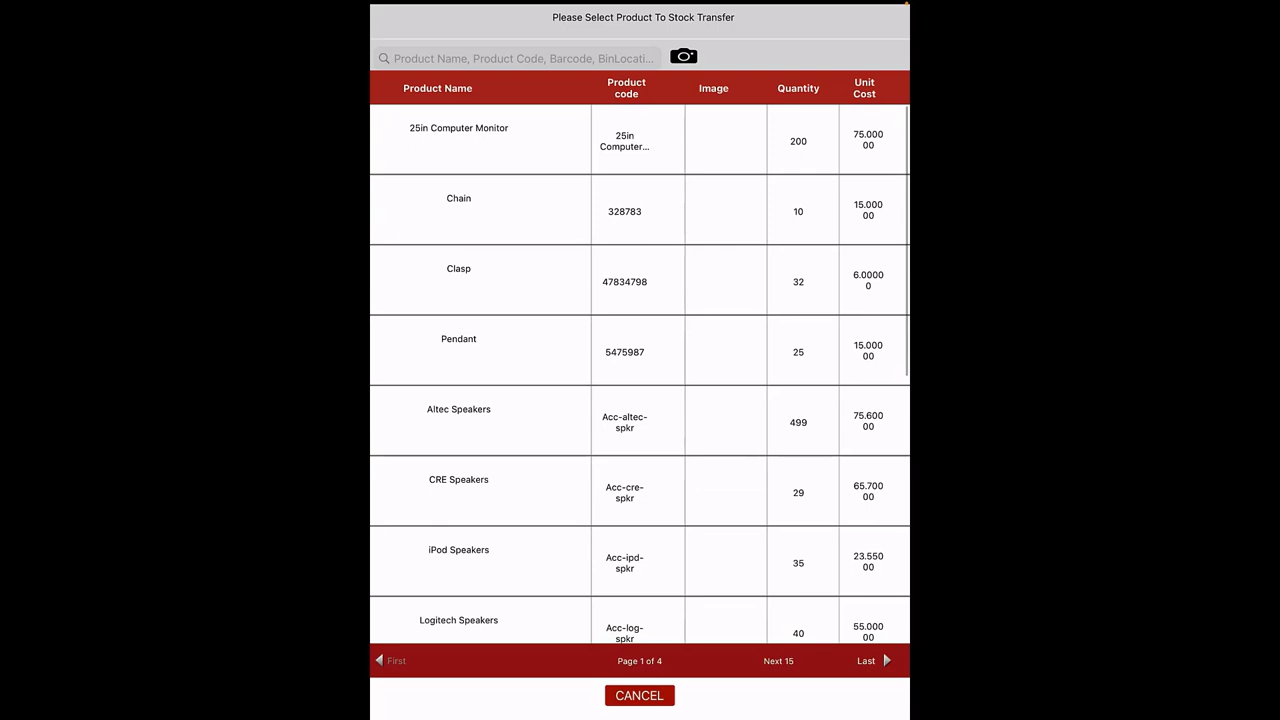 Please Select Product To Stock Transfer
Product Name, Product Code, Barcode, BinLocati...
Product Name
Product
code
Image
Quantity
Unit
Cost
25in Computer Monitor
25in
Computer...
200
75.000
00
Chain
328783
10
15.000
00
Clasp
47834798
32
6.0000
0
Pendant
5475987
25
15.000
00
Altec Speakers
Acc-altec-
spkr
499
75.600
00
CRE Speakers
Acc-cre-
spkr
29
65.700
00
iPod Speakers
Acc-ipd-
spkr
35
23.550
00
Logitech Speakers
Acc-log-
spkr
40
55.000
00
First
Page 1 of 4
Next 15
Last
CANCEL